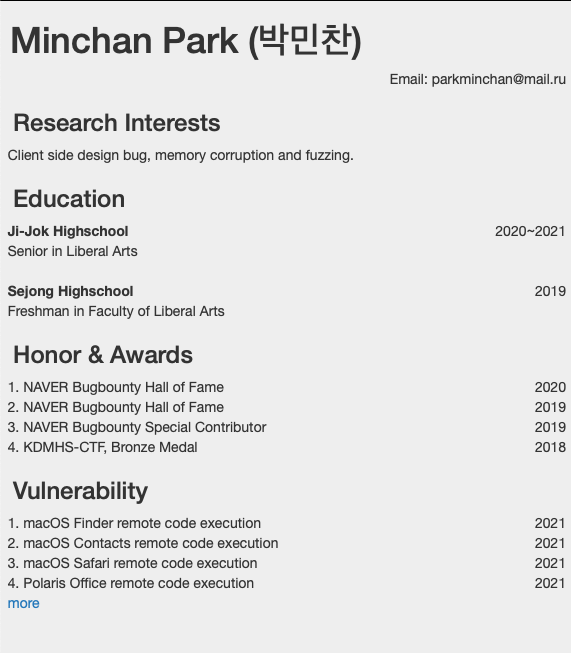 Minchan Park (박민찬)
Email: parkminchan@mail.ru
Research Interests
Client side design bug, memory corruption and fuzzing.
Education
Ji-Jok Highschool 2020~2021
Senior in Liberal Arts
Sejong Highschool 2019
Freshman in Faculty of Liberal Arts
Honor & Awards
1. NAVER Bugbounty Hall of Fame 2020
2. NAVER Bugbounty Hall of Fame 2019
3. NAVER Bugbounty Special Contributor 2019
4. KDMHS-CTF, Bronze Medal 2018
Vulnerability
1. macOS Finder remote code execution 2021
2. macOS Contacts remote code execution 2021
3. macOS Safari remote code execution 2021
4. Polaris Office remote code execution 2021
more